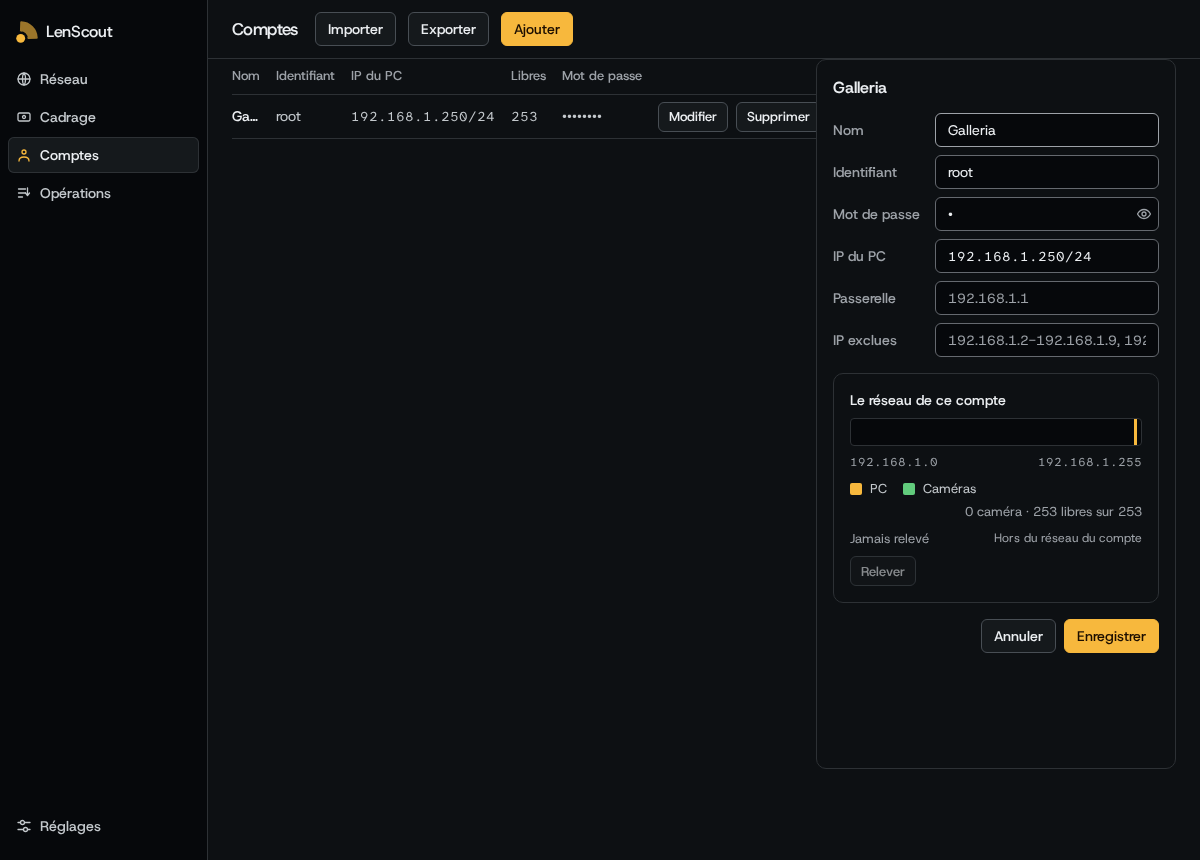 LenScout
Réseau
Cadrage
Comptes
Opérations
Réglages
Comptes
Importer
Exporter
Ajouter
Nom Identifiant IP du PC Libres Mot de passe
Ga… root 192.168.1.250/24 253 •••••••• Modifier Supprimer
Galleria
Nom Galleria
Identifiant root
Mot de passe •
IP du PC 192.168.1.250/24
Passerelle 192.168.1.1
IP exclues 192.168.1.2-192.168.1.9, 192
Le réseau de ce compte
192.168.1.0 192.168.1.255
PC Caméras
0 caméra · 253 libres sur 253
Jamais relevé Hors du réseau du compte
Relever
Annuler Enregistrer